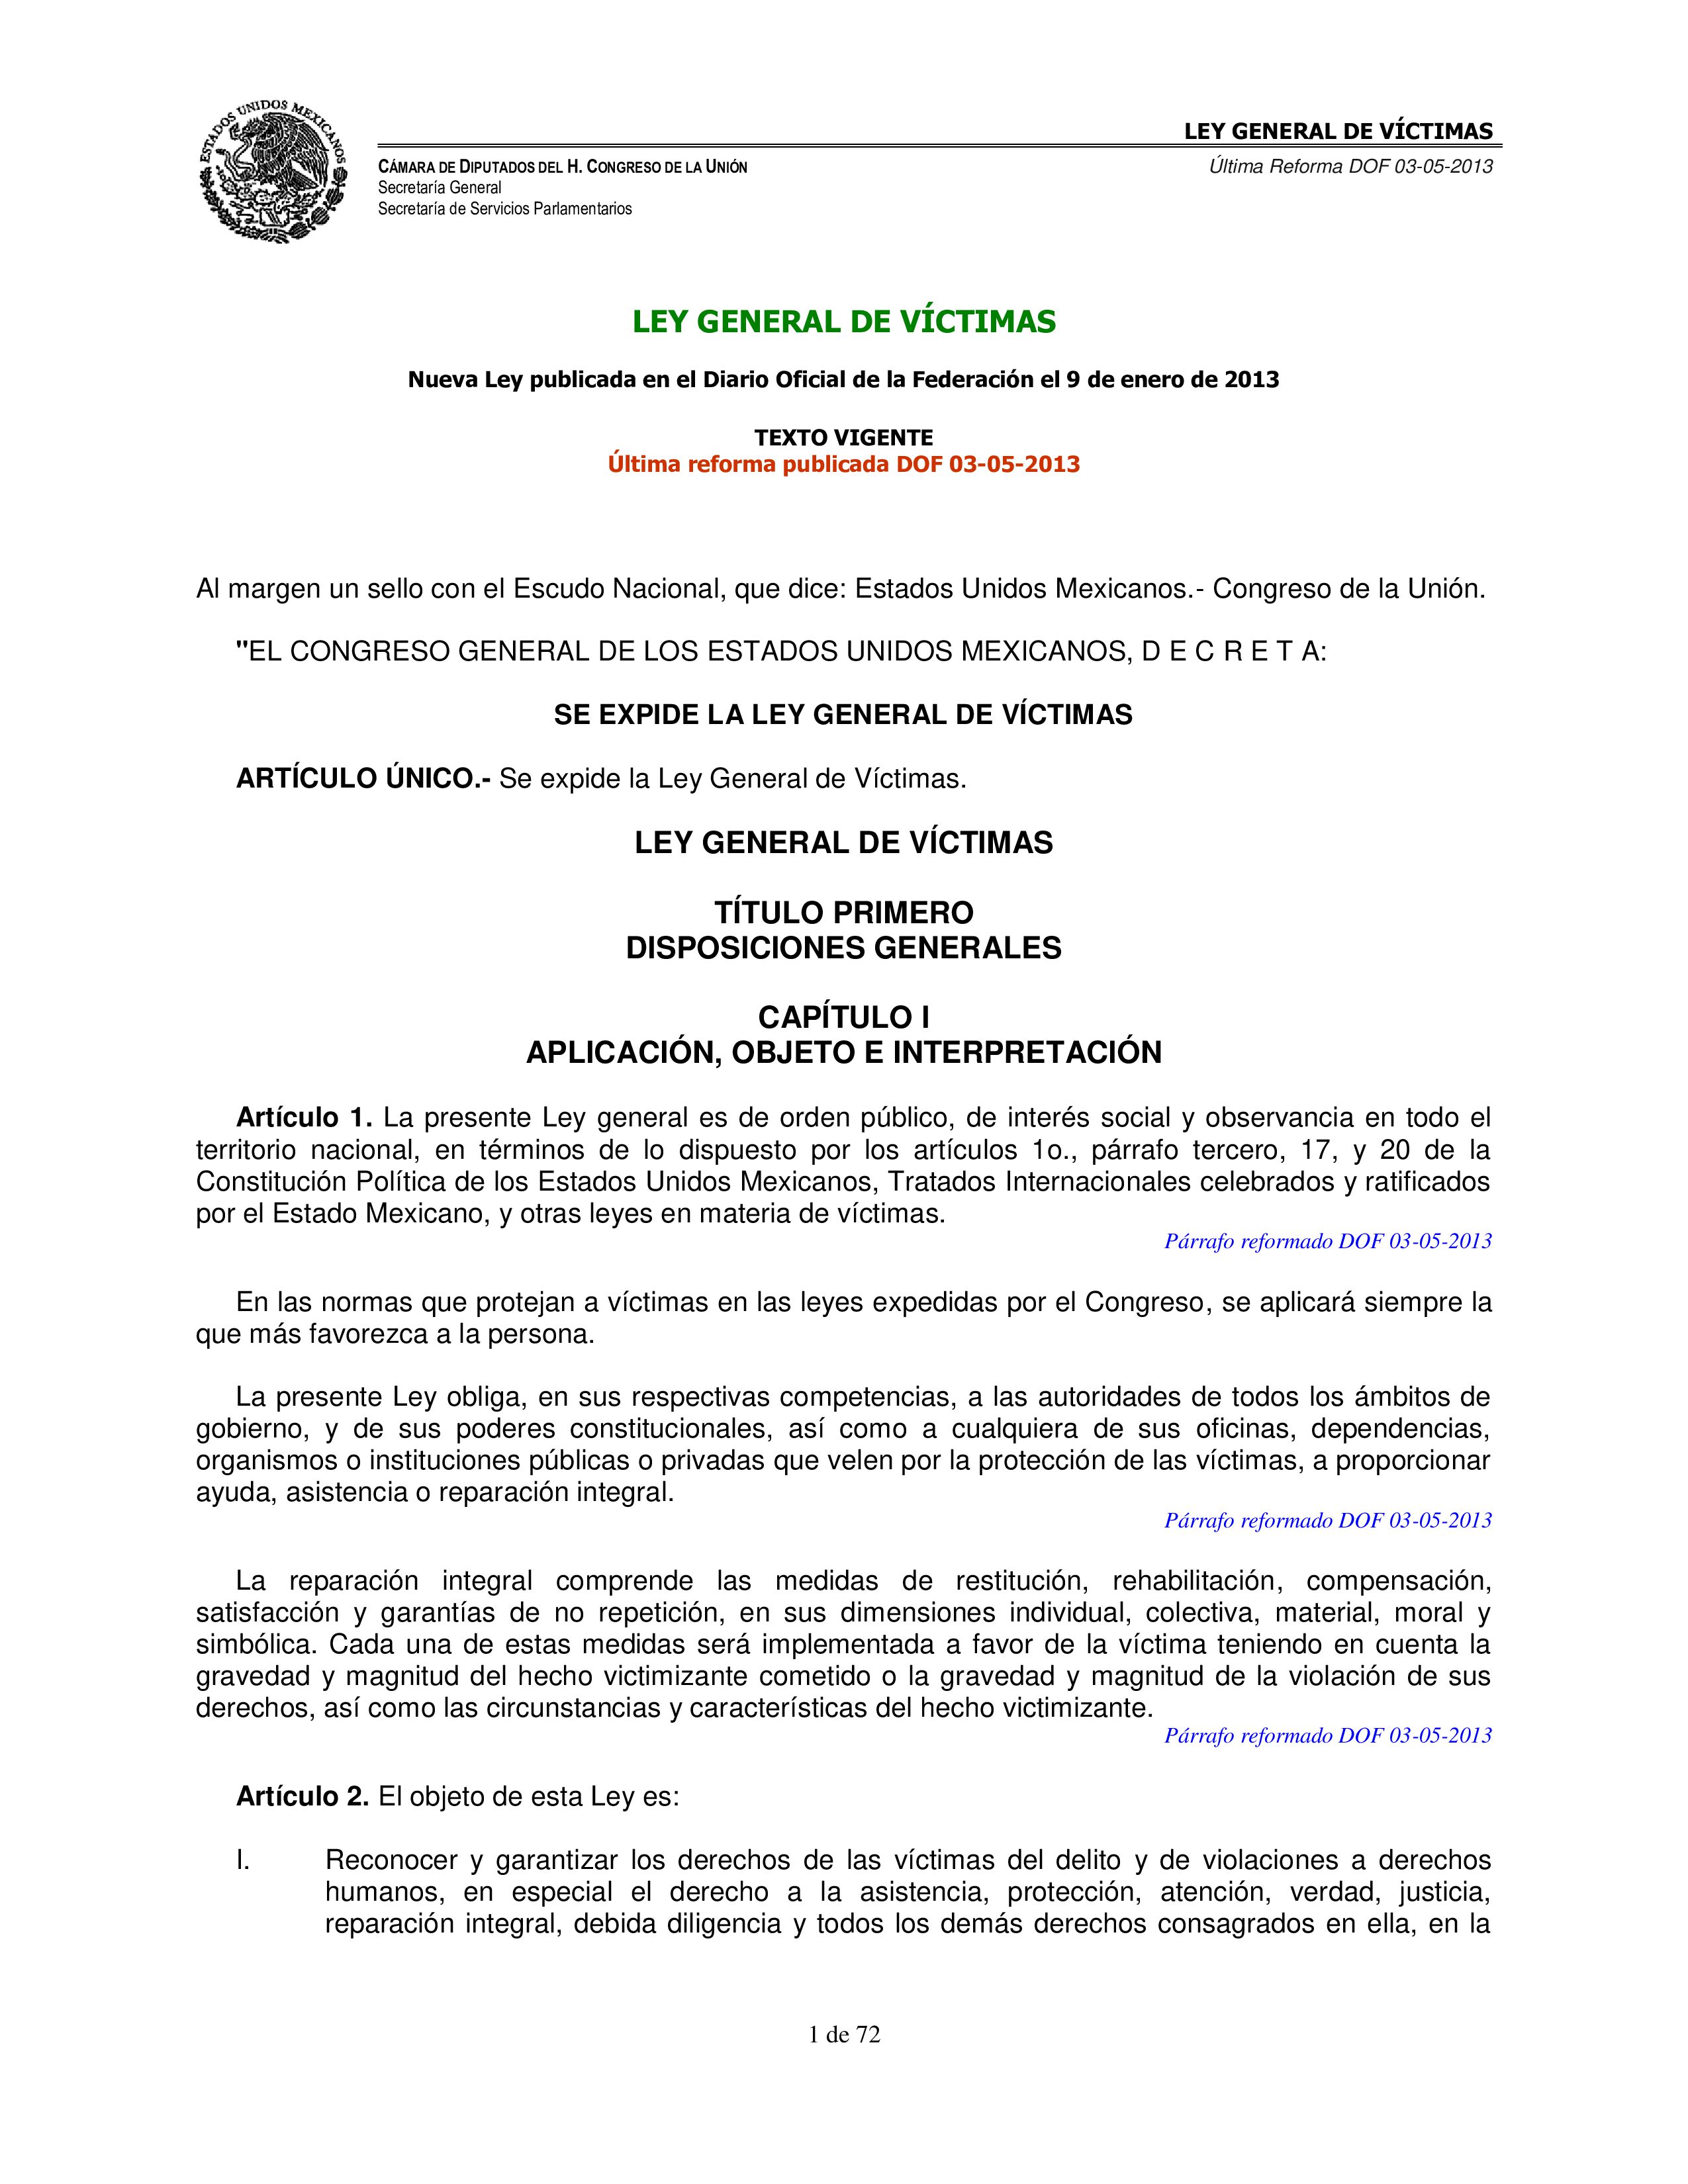 ESTADOS UNIDOS MEXICANOS
LEY GENERAL DE VÍCTIMAS
CÁMARA DE DIPUTADOS DEL H. CONGRESO DE LA UNIÓN
Última Reforma DOF 03-05-2013
Secretaría General
Secretaría de Servicios Parlamentarios
LEY GENERAL DE VÍCTIMAS
Nueva Ley publicada en el Diario Oficial de la Federación el 9 de enero de 2013
TEXTO VIGENTE
Última reforma publicada DOF 03-05-2013
Al margen un sello con el Escudo Nacional, que dice: Estados Unidos Mexicanos.- Congreso de la Unión.
"EL CONGRESO GENERAL DE LOS ESTADOS UNIDOS MEXICANOS, D E C R E T A:
SE EXPIDE LA LEY GENERAL DE VÍCTIMAS
ARTÍCULO ÚNICO.- Se expide la Ley General de Víctimas.
LEY GENERAL DE VÍCTIMAS
TÍTULO PRIMERO
DISPOSICIONES GENERALES
CAPÍTULO I
APLICACIÓN, OBJETO E INTERPRETACIÓN
Artículo 1. La presente Ley general es de orden público, de interés social y observancia en todo el
territorio nacional, en términos de lo dispuesto por los artículos 1o., párrafo tercero, 17, y 20 de la
Constitución Política de los Estados Unidos Mexicanos, Tratados Internacionales celebrados y ratificados
por el Estado Mexicano, y otras leyes en materia de víctimas.
Párrafo reformado DOF 03-05-2013
En las normas que protejan a víctimas en las leyes expedidas por el Congreso, se aplicará siempre la
que más favorezca a la persona.
La presente Ley obliga, en sus respectivas competencias, a las autoridades de todos los ámbitos de
gobierno, y de sus poderes constitucionales, así como a cualquiera de sus oficinas, dependencias,
organismos o instituciones públicas o privadas que velen por la protección de las víctimas, a proporcionar
ayuda, asistencia o reparación integral.
Párrafo reformado DOF 03-05-2013
La reparación integral comprende las medidas de restitución, rehabilitación, compensación,
satisfacción y garantías de no repetición, en sus dimensiones individual, colectiva, material, moral y
simbólica. Cada una de estas medidas será implementada a favor de la víctima teniendo en cuenta la
gravedad y magnitud del hecho victimizante cometido o la gravedad y magnitud de la violación de sus
derechos, así como las circunstancias y características del hecho victimizante.
Párrafo reformado DOF 03-05-2013
Artículo 2. El objeto de esta Ley es:
I. Reconocer y garantizar los derechos de las víctimas del delito y de violaciones a derechos
humanos, en especial el derecho a la asistencia, protección, atención, verdad, justicia,
reparación integral, debida diligencia y todos los demás derechos consagrados en ella, en la
1 de 72